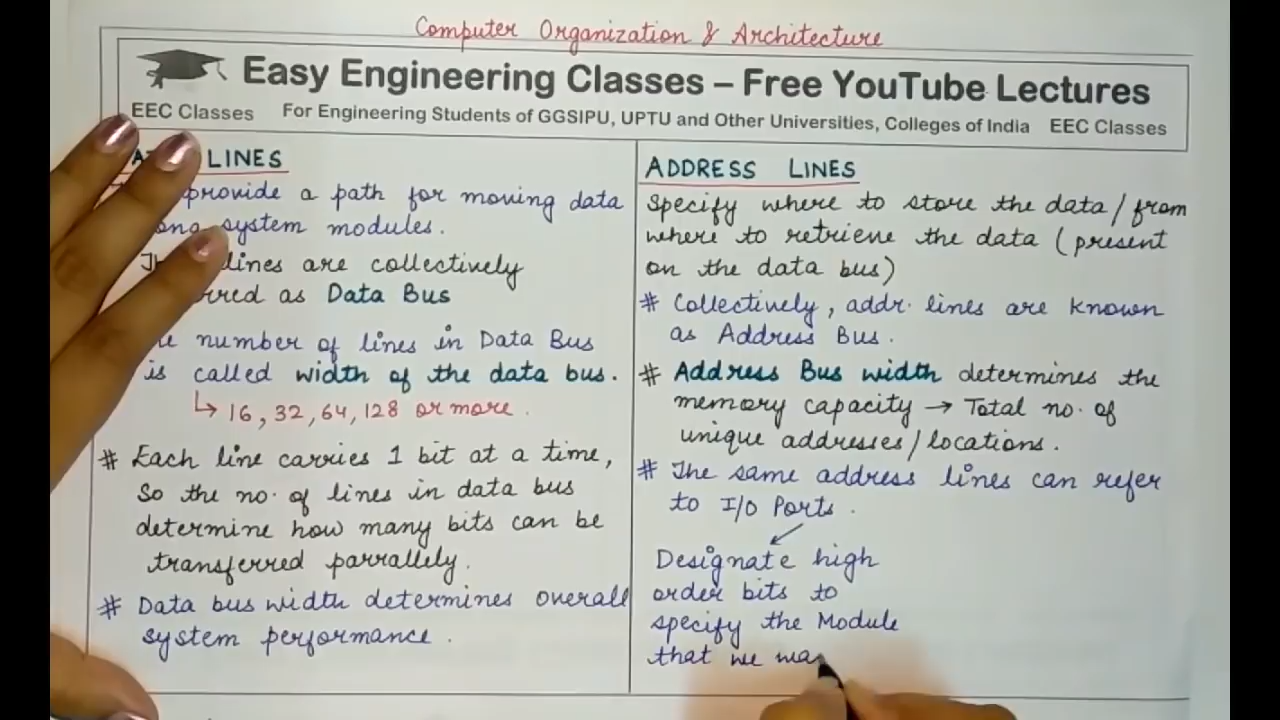 Computer Organization & Architecture
Easy Engineering Classes – Free YouTube Lectures
EEC Classes For Engineering Students of GGSIPU, UPTU and Other Universities, Colleges of India EEC Classes
LINES
provide a path for moving data
system modules.
lines are collectively
as Data Bus
number of lines in Data Bus
is called width of the data bus.
↳ 16, 32, 64, 128 or more.
# Each line carries 1 bit at a time,
So the no. of lines in data bus
determine how many bits can be
transferred parrallely.
# Data bus width determines overall
system performance.
ADDRESS LINES
Specify where to store the data / from
where to retrieve the data (present
on the data bus)
# Collectively, addr. lines are known
as Address Bus.
# Address Bus width determines the
memory capacity → Total no. of
unique addresses/locations.
# The same address lines can refer
to I/O Ports.
Designate high
order bits to
specify the Module
that we